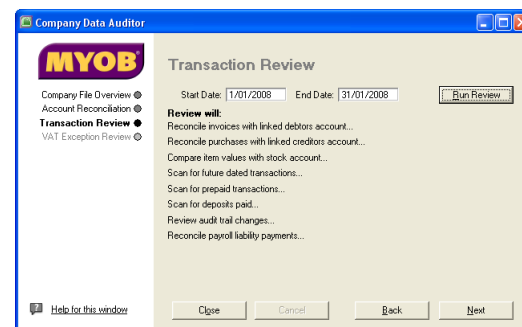 Company Data Auditor
MYOB
Company File Overview
Account Reconciliation
Transaction Review
VAT Exception Review
Transaction Review
Start Date: 1/01/2008 End Date: 31/01/2008 Run Review
Review will:
Reconcile invoices with linked debtors account...
Reconcile purchases with linked creditors account...
Compare item values with stock account...
Scan for future dated transactions...
Scan for prepaid transactions...
Scan for deposits paid...
Review audit trail changes...
Reconcile payroll liability payments...
? Help for this window
Close Cancel Back Next